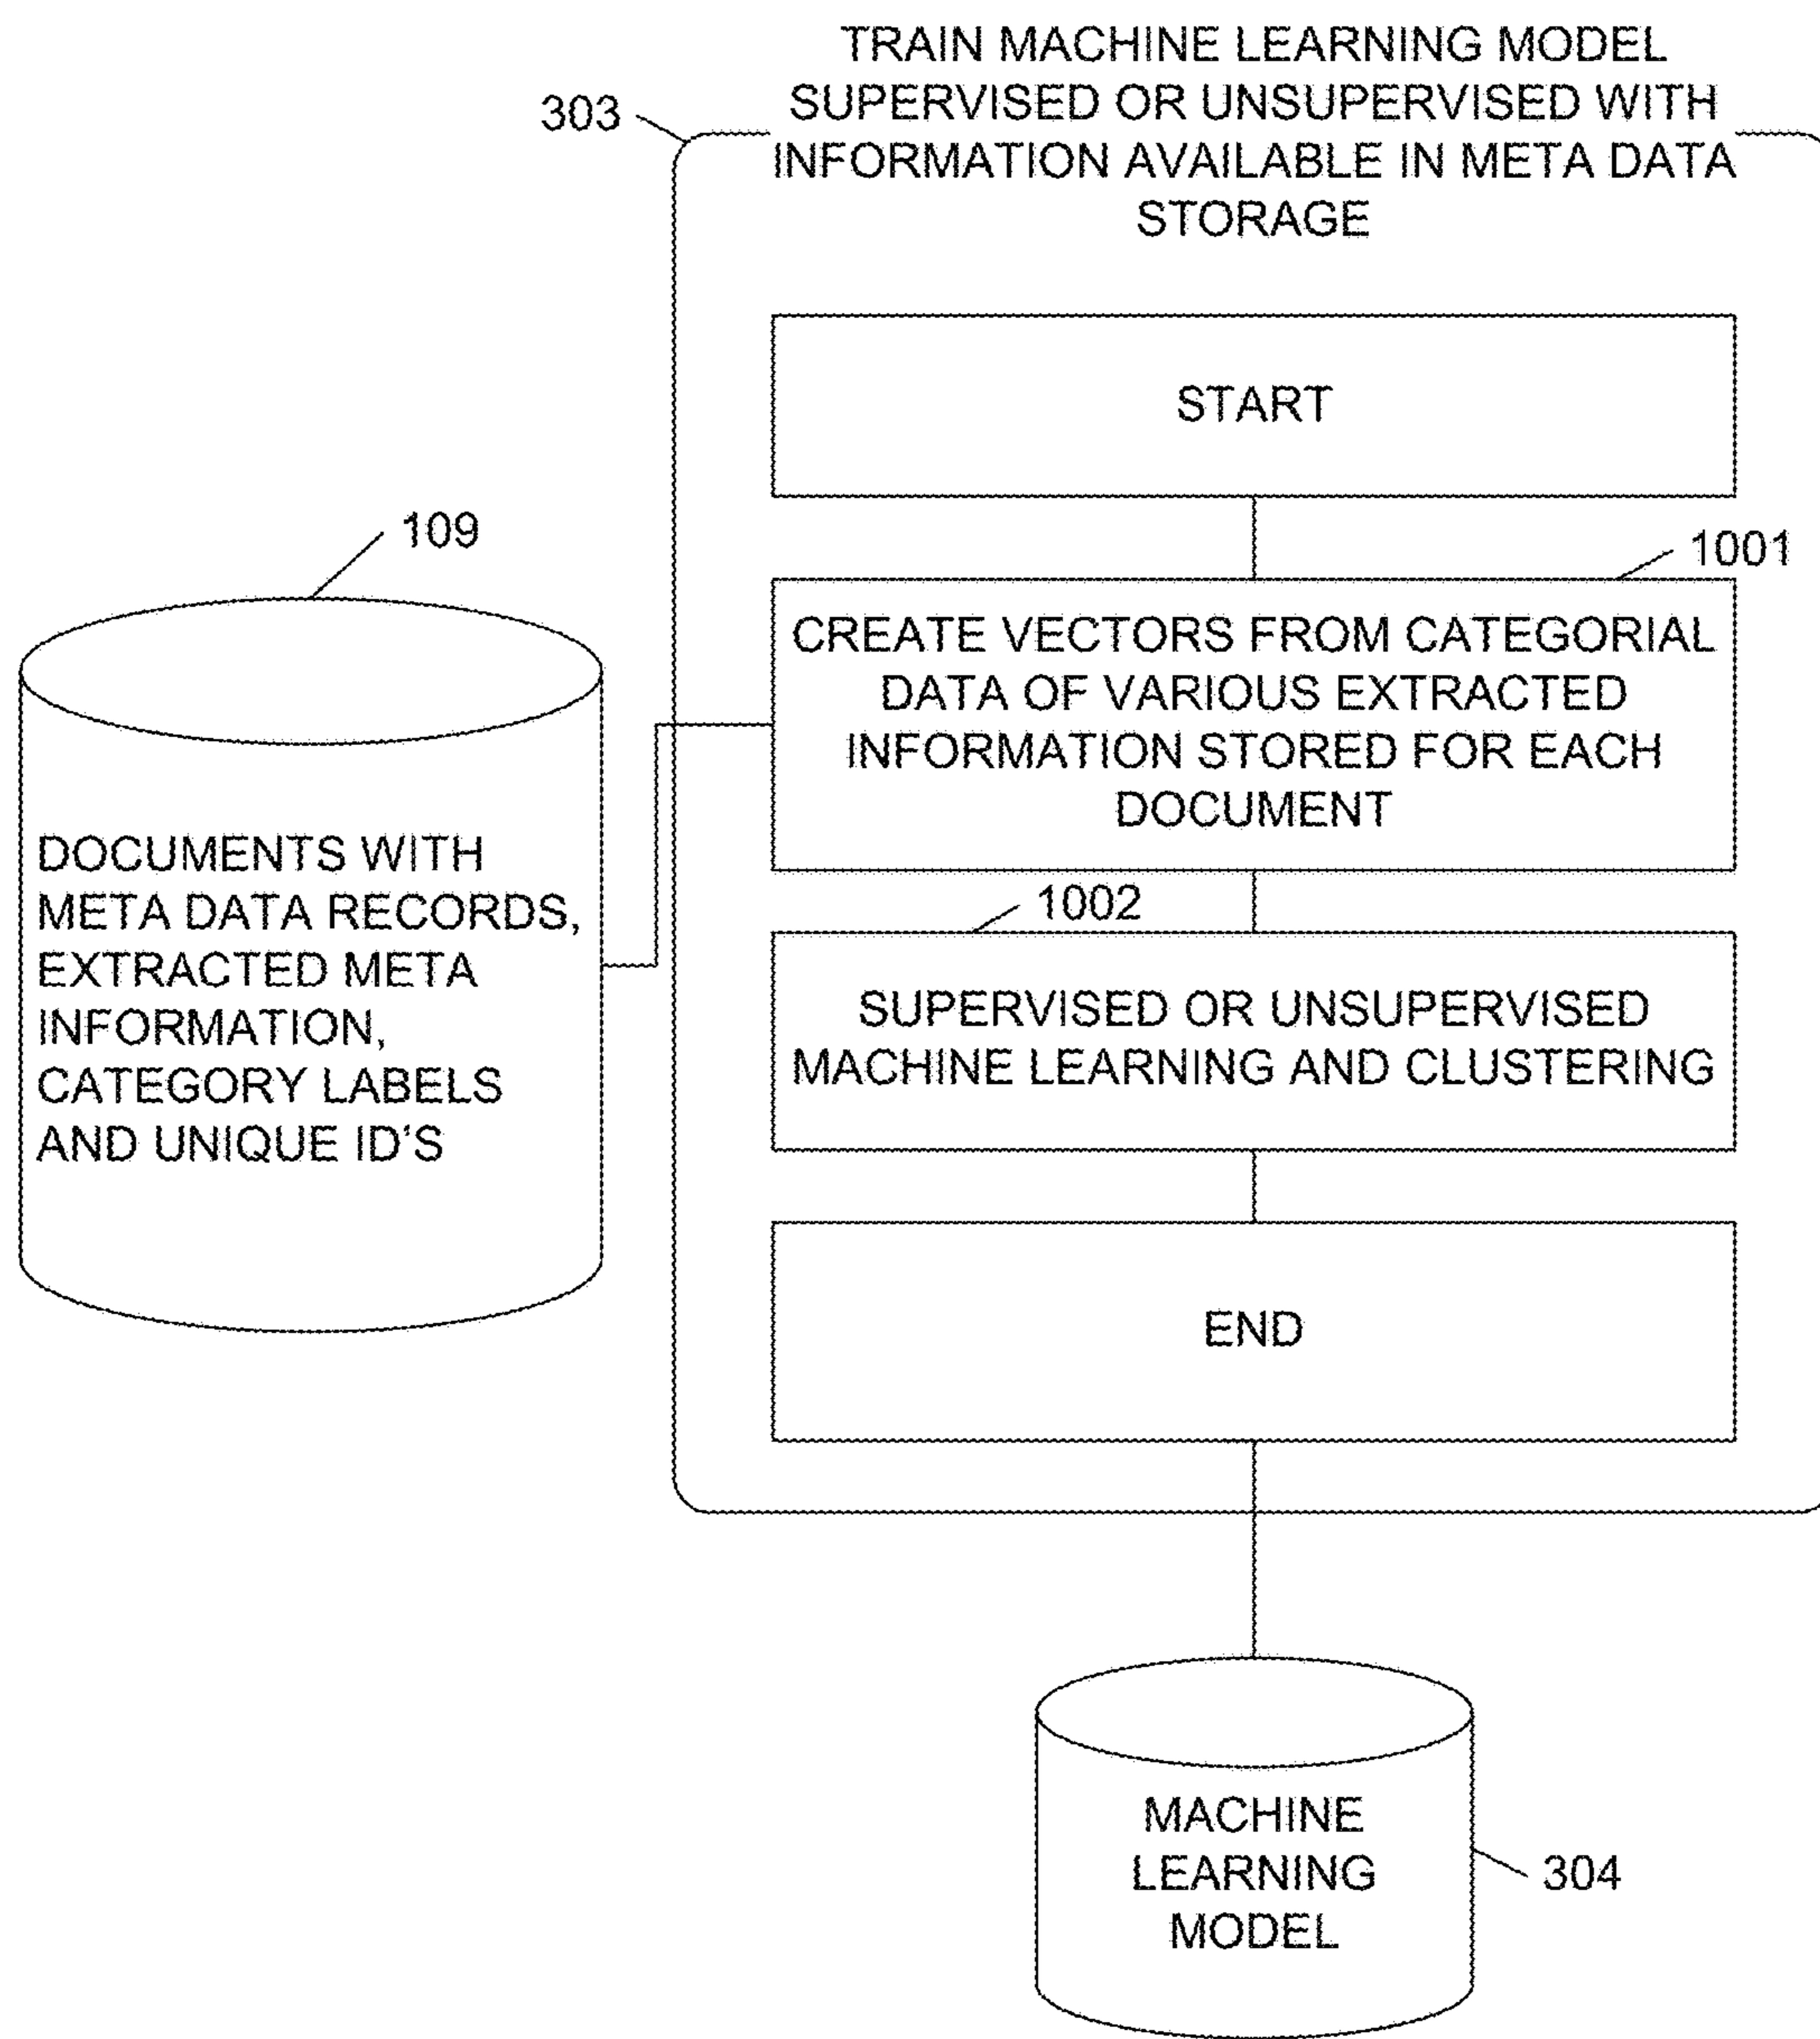 TRAIN MACHINE LEARNING MODEL
SUPERVISED OR UNSUPERVISED WITH
INFORMATION AVAILABLE IN META DATA
STORAGE
303
START
109
1001
CREATE VECTORS FROM CATEGORIAL
DATA OF VARIOUS EXTRACTED
INFORMATION STORED FOR EACH
DOCUMENT
DOCUMENTS WITH
META DATA RECORDS,
EXTRACTED META
INFORMATION,
CATEGORY LABELS
AND UNIQUE ID'S
1002
SUPERVISED OR UNSUPERVISED
MACHINE LEARNING AND CLUSTERING
END
MACHINE
LEARNING
MODEL
304